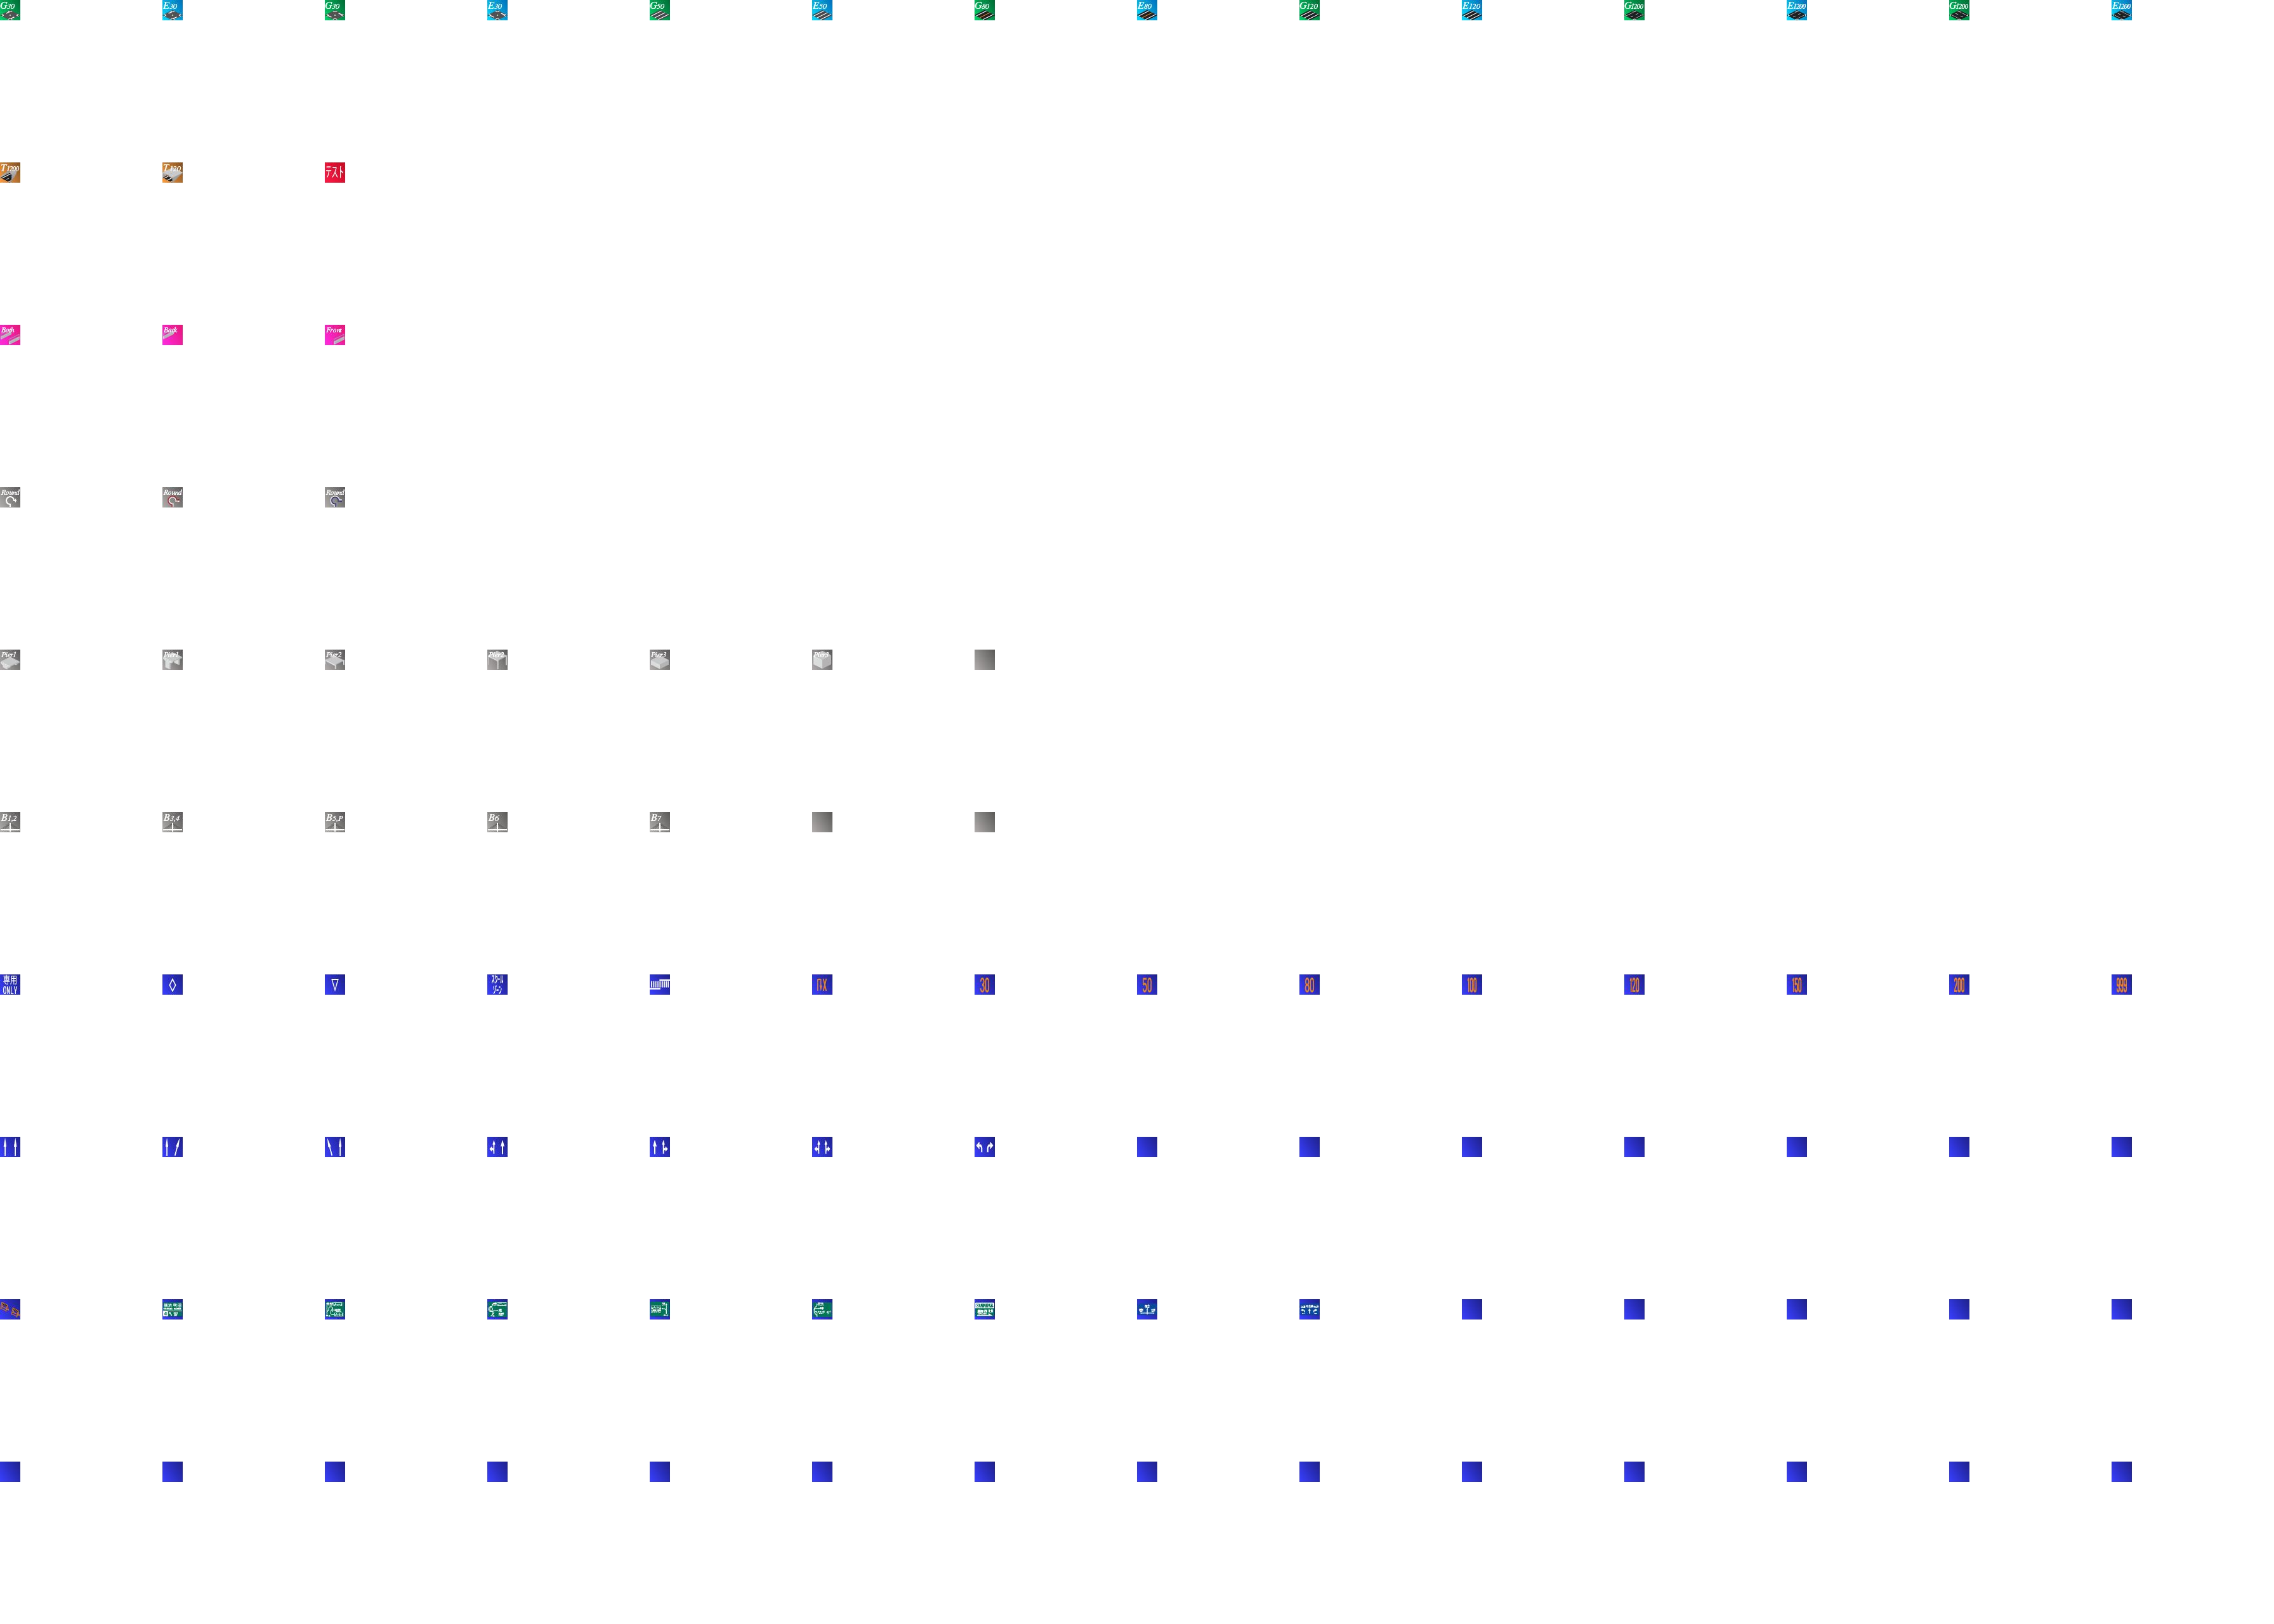 G30 E30 G30 E30 G50 E50 G80 E80 G120 E120 G1200 E1200 G1200 E1200
T1200 T120 テスト
Both Back Front
Round Round Round
Pier1 Pier1 Pier2 Pier2 Pier3 Pier3
B1,2 B3,4 B5,P B6 B7
専用 スクール
ONLY ゾーン 30 50 80 100 120 150 200 999